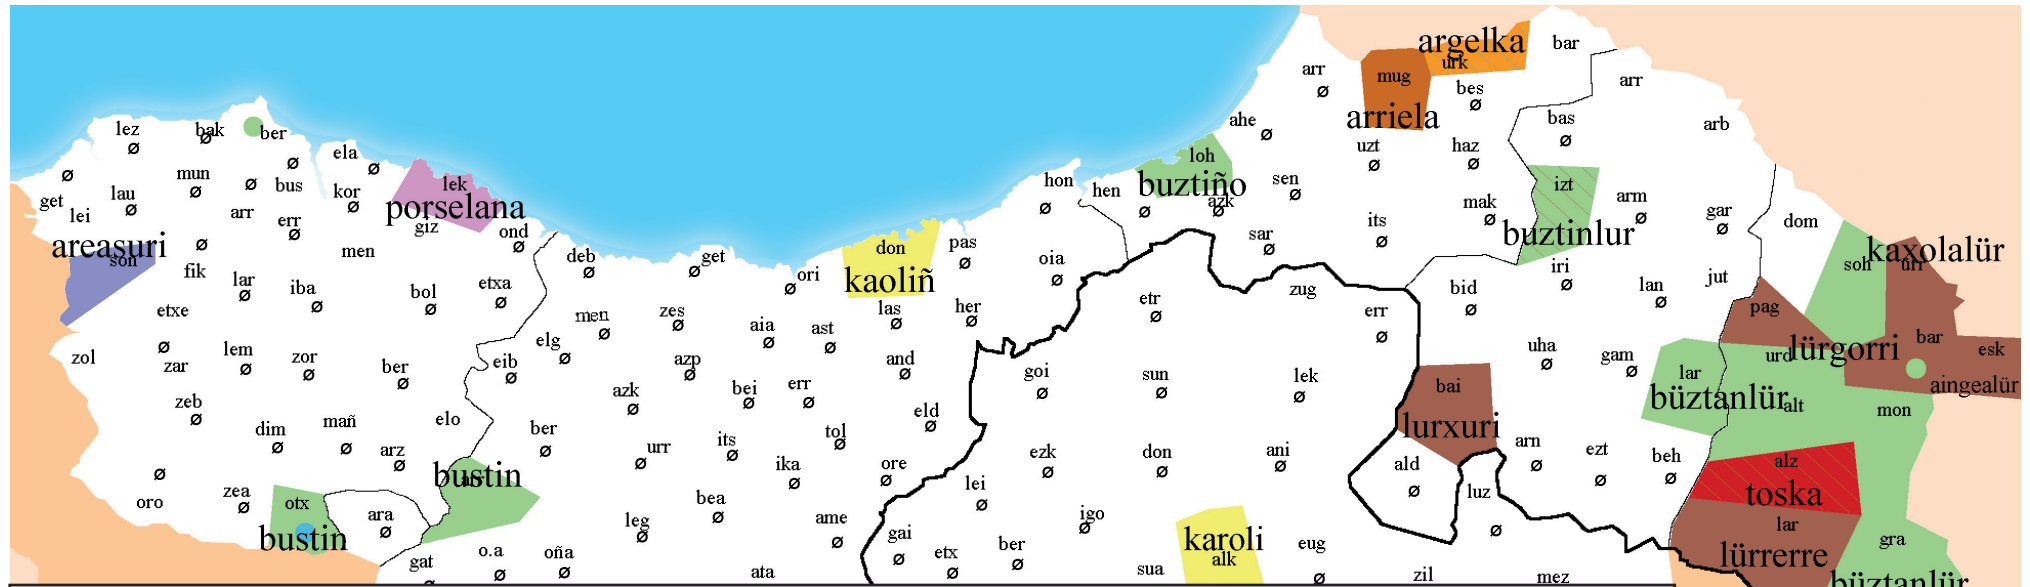 argelka
bar
urk
arr
mug
bes
arr
arriela
ahe
bas
arb
lez
bak
ber
ela
uzt
haz
loh
buztiño
mun
bus
kor
lek
porselana
hon
hen
sen
izt
get
lau
lei
arr
err
giz
ond
azk
its
mak
arm
gar
dom
areasuri
son
men
don
pas
sar
buztinlur
kaxolalür
soh
urr
fik
lar
iba
bol
etxa
deb
get
ori
kaoliñ
oia
iri
lan
jut
etxe
men
zes
las
her
etr
zug
err
bid
pag
zol
zar
lem
zor
ber
eib
elg
aia
ast
and
uha
gam
urd
lürgorri
bar
esk
azp
goi
sun
lek
bai
lar
aingealür
zeb
azk
bei
err
büztanlür
alt
mon
dim
mañ
elo
ber
eld
lurxuri
arz
urr
its
tol
ezk
don
ani
arn
ezt
beh
bustin
ika
ore
ald
alz
oro
zea
otx
lei
luz
toska
ara
bustin
leg
bea
ame
gai
igo
karoli
alk
eug
lar
lürrerre
gra
gat
o.a
oña
ata
etx
ber
sua
zil
mez
büztanlür